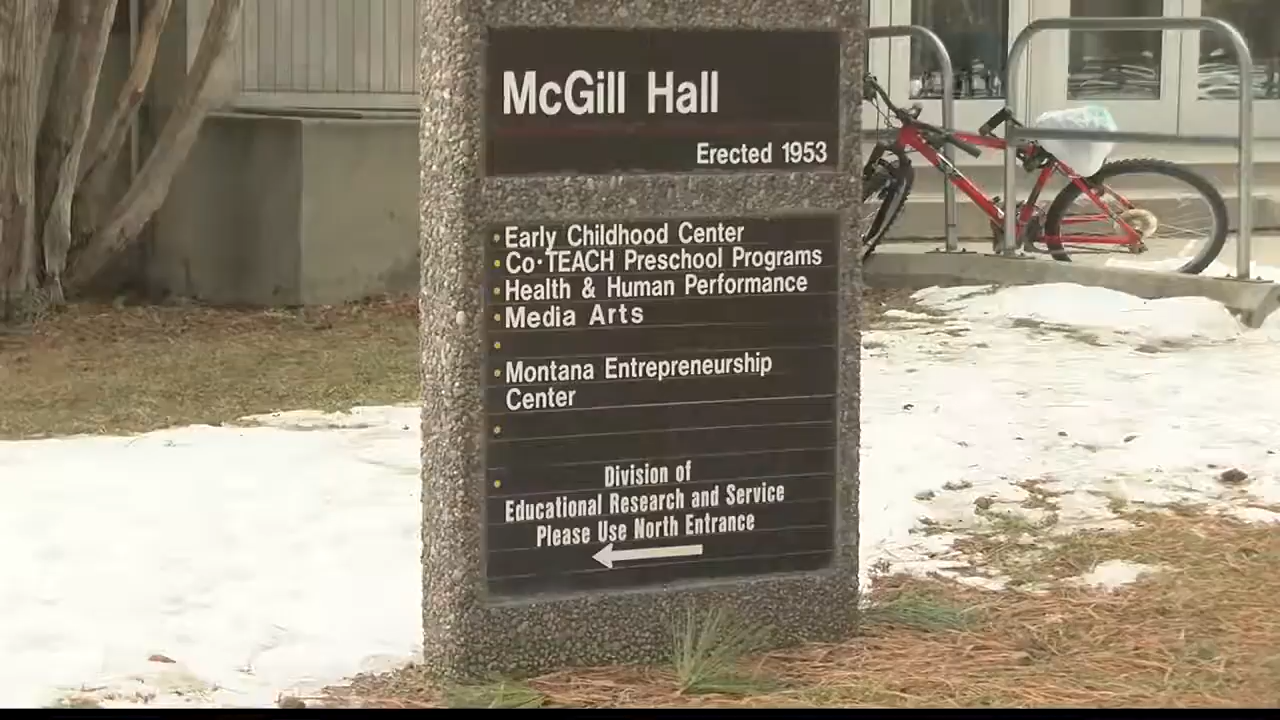 McGill Hall
Erected 1953
• Early Childhood Center
• Co•TEACH Preschool Programs
• Health & Human Performance
• Media Arts
•
• Montana Entrepreneurship
Center
•
• Division of
Educational Research and Service
Please Use North Entrance